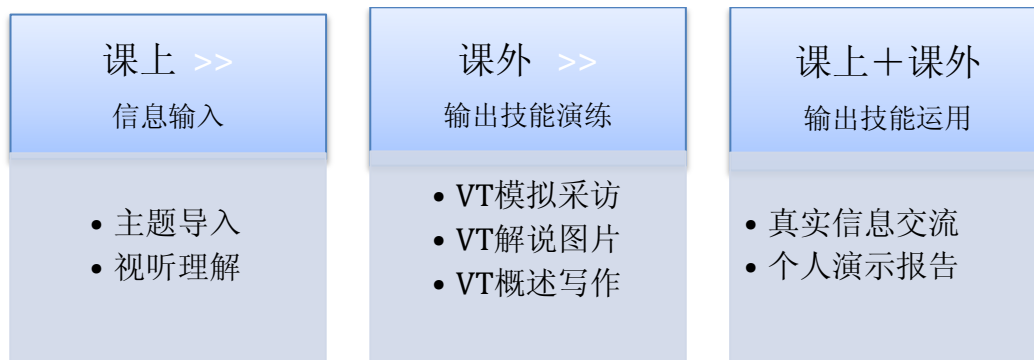 课上 >>
信息输入
• 主题导入
• 视听理解
课外 >>
输出技能演练
• VT模拟采访
• VT解说图片
• VT概述写作
课上＋课外
输出技能运用
• 真实信息交流
• 个人演示报告